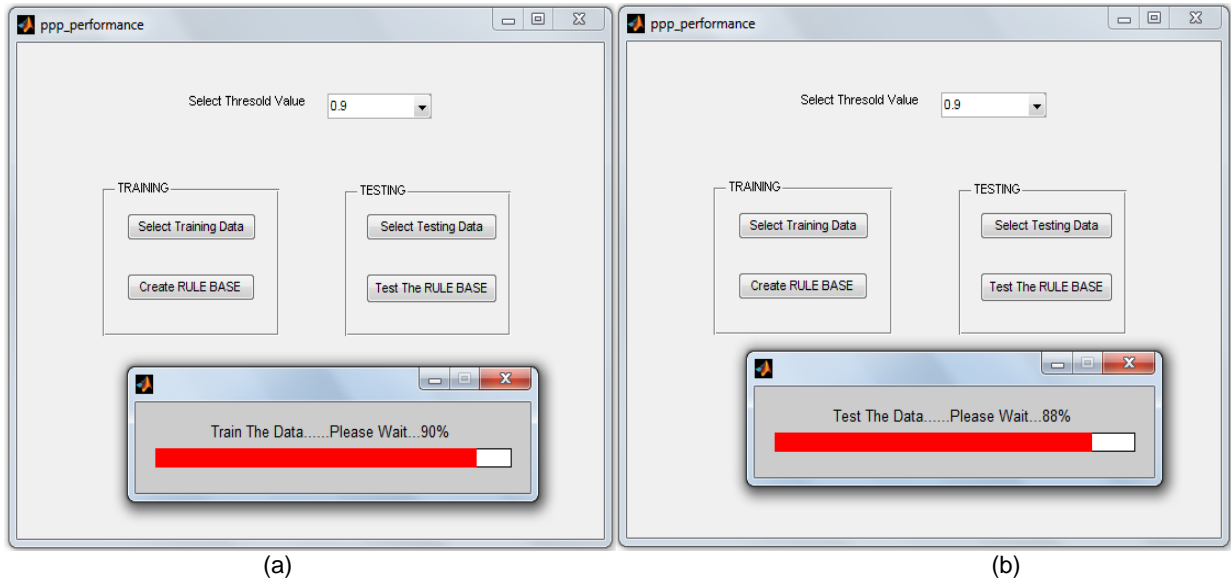 ppp_performance
Select Thresold Value
0.9
TRAINING
Select Training Data
Create RULE BASE
TESTING
Select Testing Data
Test The RULE BASE
Train The Data......Please Wait...90%
(a)
ppp_performance
Select Thresold Value
0.9
TRAINING
Select Training Data
Create RULE BASE
TESTING
Select Testing Data
Test The RULE BASE
Test The Data......Please Wait...88%
(b)